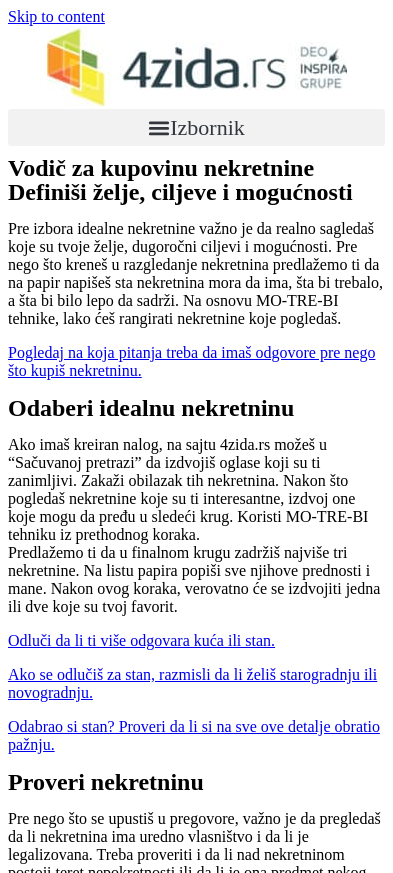 Skip to content
4zida.rs DEO
INSPIRA
GRUPE
Izbornik
Vodič za kupovinu nekretnine
Definiši želje, ciljeve i mogućnosti
Pre izbora idealne nekretnine važno je da realno sagledaš
koje su tvoje želje, dugoročni ciljevi i mogućnosti. Pre
nego što kreneš u razgledanje nekretnina predlažemo ti da
na papir napišeš sta nekretnina mora da ima, šta bi trebalo,
a šta bi bilo lepo da sadrži. Na osnovu MO-TRE-BI
tehnike, lako ćeš rangirati nekretnine koje pogledaš.
Pogledaj na koja pitanja treba da imaš odgovore pre nego
što kupiš nekretninu.
Odaberi idealnu nekretninu
Ako imaš kreiran nalog, na sajtu 4zida.rs možeš u
“Sačuvanoj pretrazi” da izdvojiš oglase koji su ti
zanimljivi. Zakaži obilazak tih nekretnina. Nakon što
pogledaš nekretnine koje su ti interesantne, izdvoj one
koje mogu da pređu u sledeći krug. Koristi MO-TRE-BI
tehniku iz prethodnog koraka.
Predlažemo ti da u finalnom krugu zadržiš najviše tri
nekretnine. Na listu papira popiši sve njihove prednosti i
mane. Nakon ovog koraka, verovatno će se izdvojiti jedna
ili dve koje su tvoj favorit.
Odluči da li ti više odgovara kuća ili stan.
Ako se odlučiš za stan, razmisli da li želiš starogradnju ili
novogradnju.
Odabrao si stan? Proveri da li si na sve ove detalje obratio
pažnju.
Proveri nekretninu
Pre nego što se upustiš u pregovore, važno je da pregledaš
da li nekretnina ima uredno vlasništvo i da li je
legalizovana. Treba proveriti i da li nad nekretninom
postoji teret nepokretnosti ili da li je ona predmet nekog